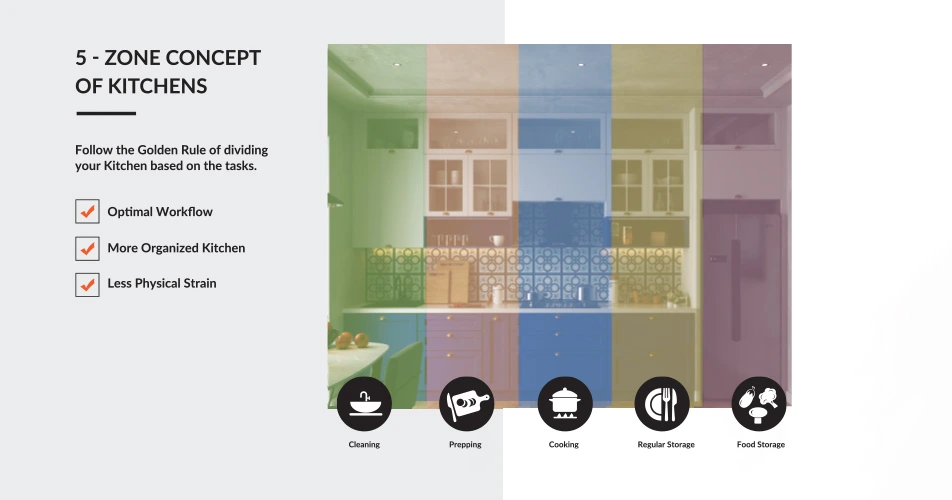 5 - ZONE CONCEPT
OF KITCHENS
Follow the Golden Rule of dividing
your Kitchen based on the tasks.
Optimal Workflow
More Organized Kitchen
Less Physical Strain
Cleaning
Prepping
Cooking
Regular Storage
Food Storage